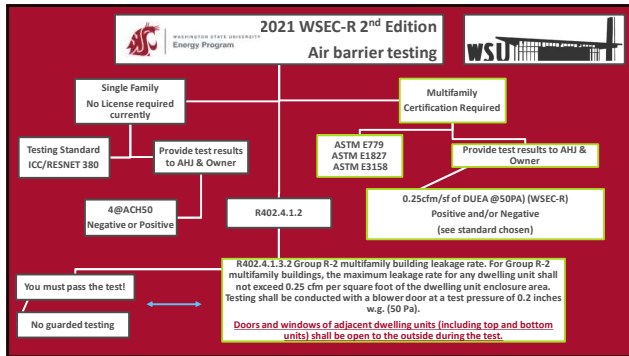 WASHINGTON STATE UNIVERSITY
Energy Program
2021 WSEC-R 2nd Edition
Air barrier testing
WSU
Single Family
No License required
currently
Multifamily
Certification Required
Testing Standard
ICC/RESNET 380
Provide test results
to AHJ & Owner
ASTM E779
ASTM E1827
ASTM E3158
Provide test results to AHJ &
Owner
4@ACH50
Negative or Positive
R402.4.1.2
0.25cfm/sf of DUEA @50PA) (WSEC-R)
Positive and/or Negative
(see standard chosen)
You must pass the test!
No guarded testing
R402.4.1.3.2 Group R-2 multifamily building leakage rate. For Group R-2
multifamily buildings, the maximum leakage rate for any dwelling unit shall
not exceed 0.25 cfm per square foot of the dwelling unit enclosure area.
Testing shall be conducted with a blower door at a test pressure of 0.2 inches
w.g. (50 Pa).
Doors and windows of adjacent dwelling units (including top and bottom
units) shall be open to the outside during the test.